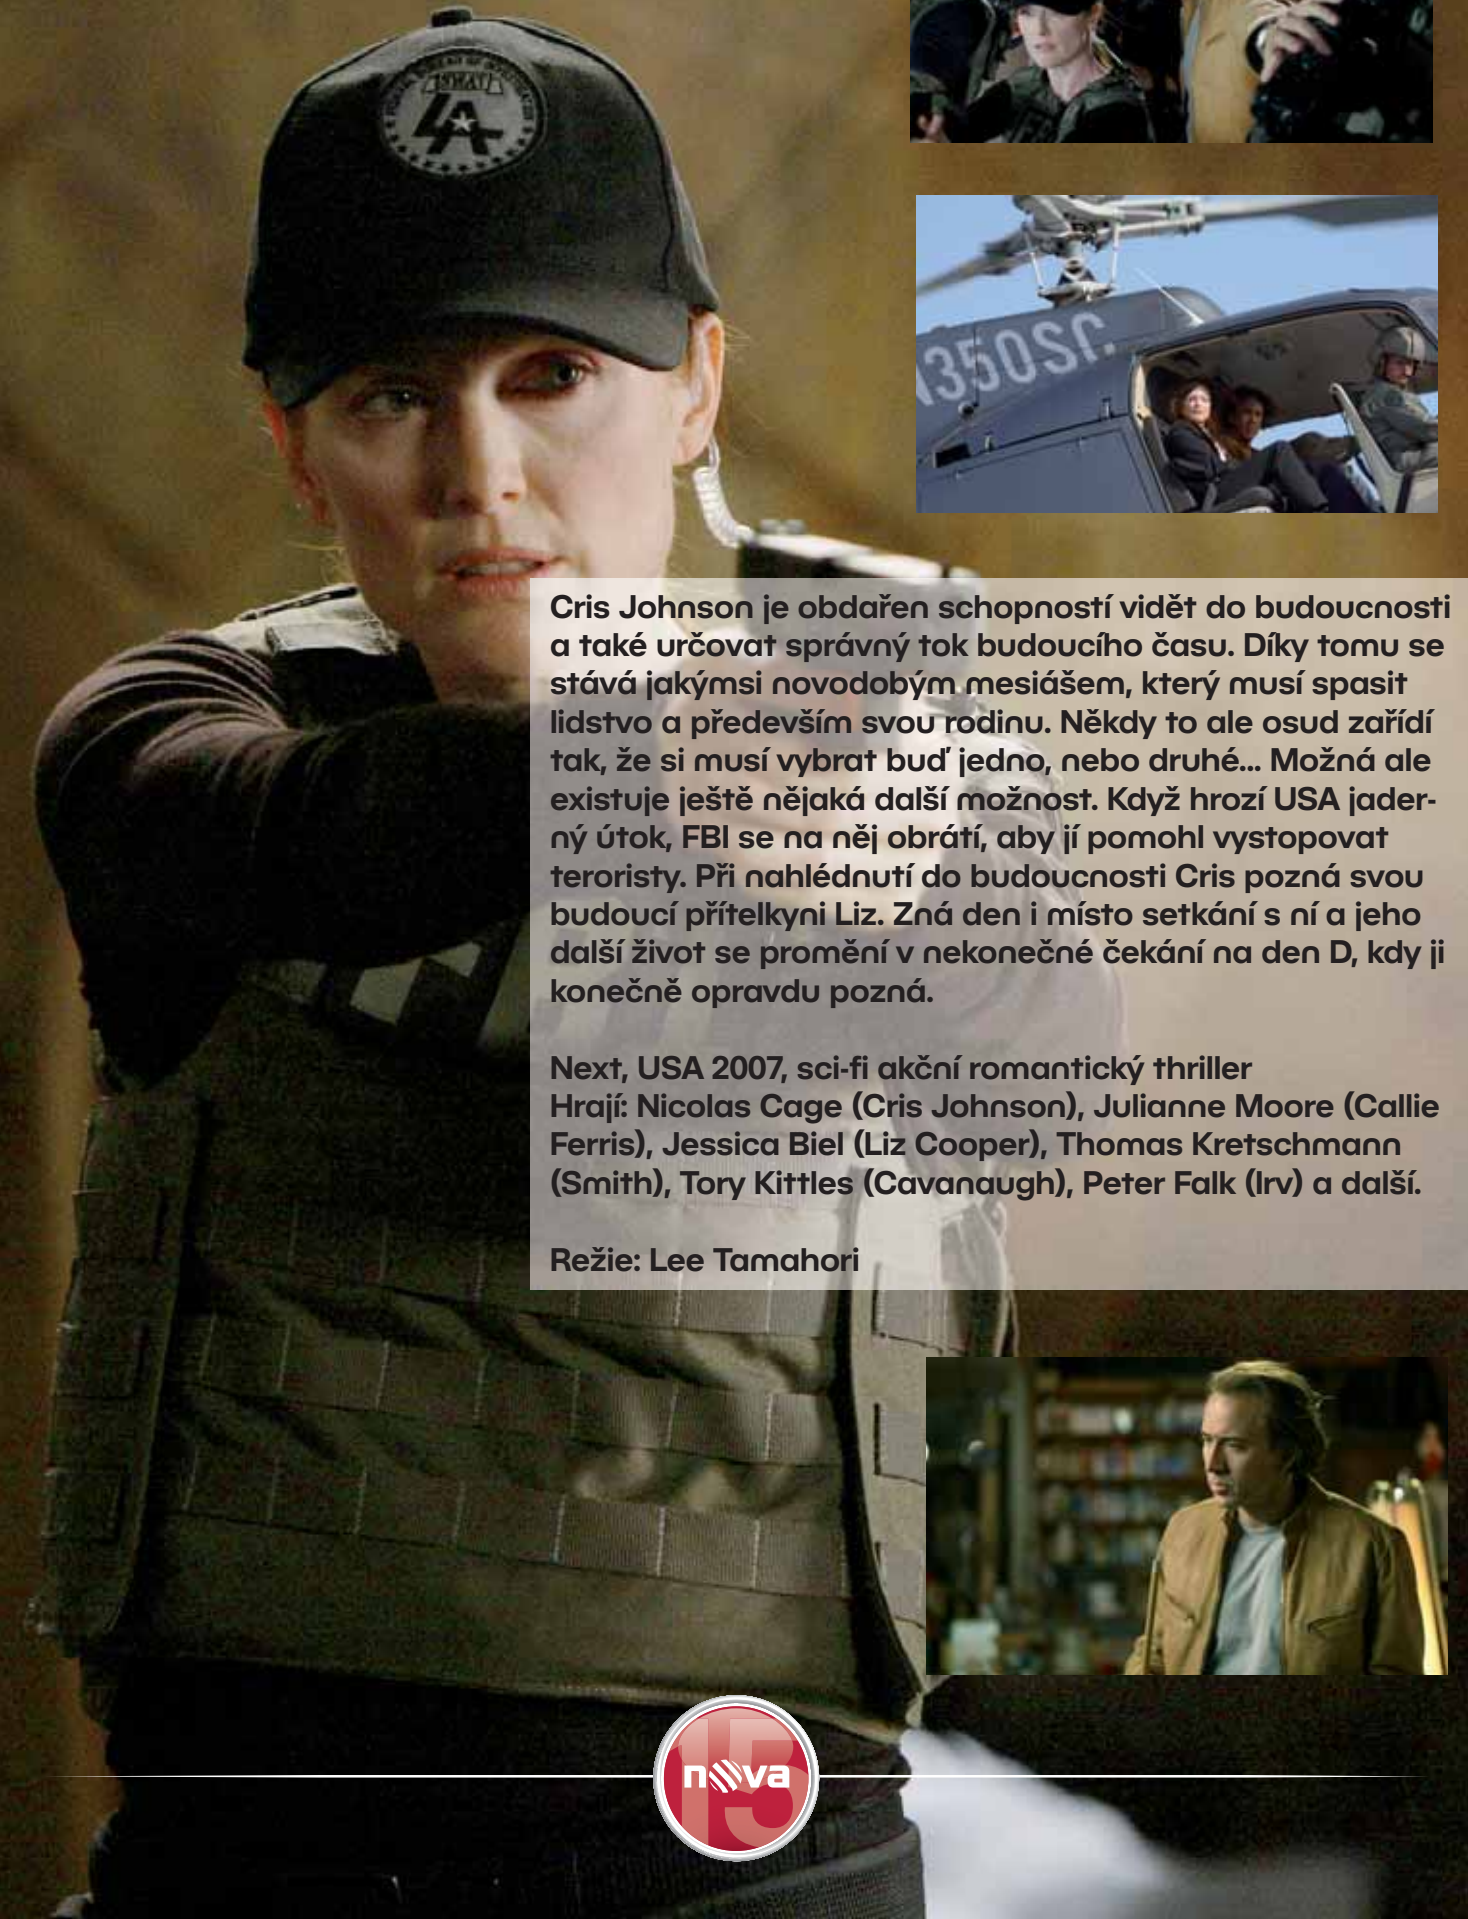 SWAT
LA
N350SC
Cris Johnson je obdařen schopností vidět do budoucnosti
a také určovat správný tok budoucího času. Díky tomu se
stává jakýmsi novodobým mesiášem, který musí spasit
lidstvo a především svou rodinu. Někdy to ale osud zařídí
tak, že si musí vybrat buď jedno, nebo druhé... Možná ale
existuje ještě nějaká další možnost. Když hrozí USA jader-
ný útok, FBI se na něj obrátí, aby jí pomohl vystopovat
teroristy. Při nahlédnutí do budoucnosti Cris pozná svou
budoucí přítelkyni Liz. Zná den i místo setkání s ní a jeho
další život se promění v nekonečné čekání na den D, kdy ji
konečně opravdu pozná.
Next, USA 2007, sci-fi akční romantický thriller
Hrají: Nicolas Cage (Cris Johnson), Julianne Moore (Callie
Ferris), Jessica Biel (Liz Cooper), Thomas Kretschmann
(Smith), Tory Kittles (Cavanaugh), Peter Falk (Irv) a další.
Režie: Lee Tamahori
15
nova